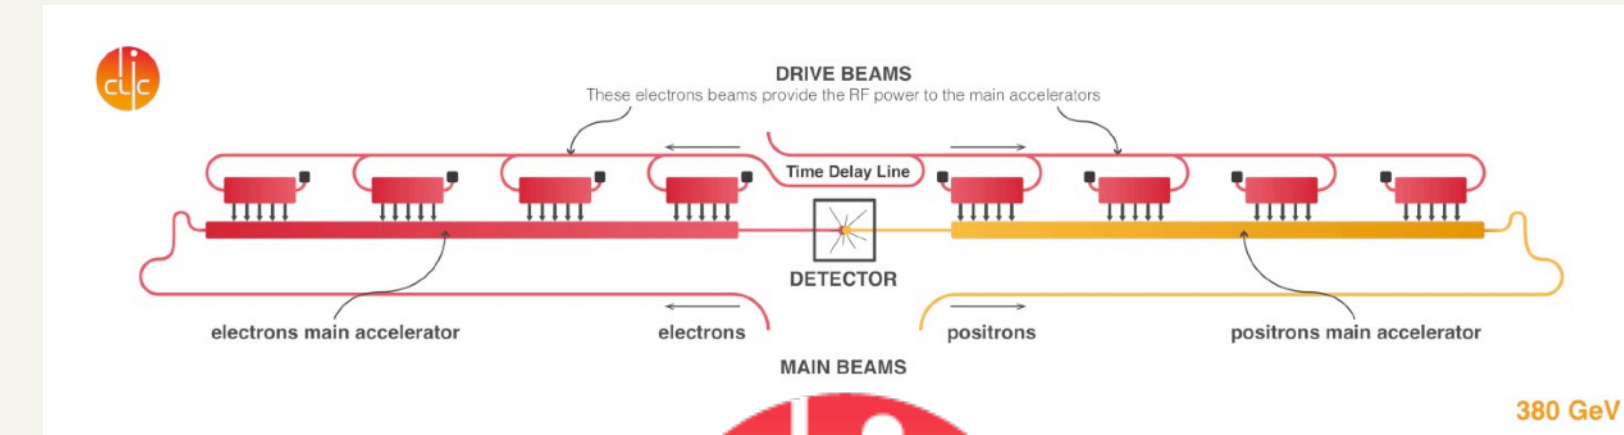 clic
DRIVE BEAMS
These electrons beams provide the RF power to the main accelerators
Time Delay Line
DETECTOR
electrons main accelerator
electrons
positrons
positrons main accelerator
MAIN BEAMS
380 GeV